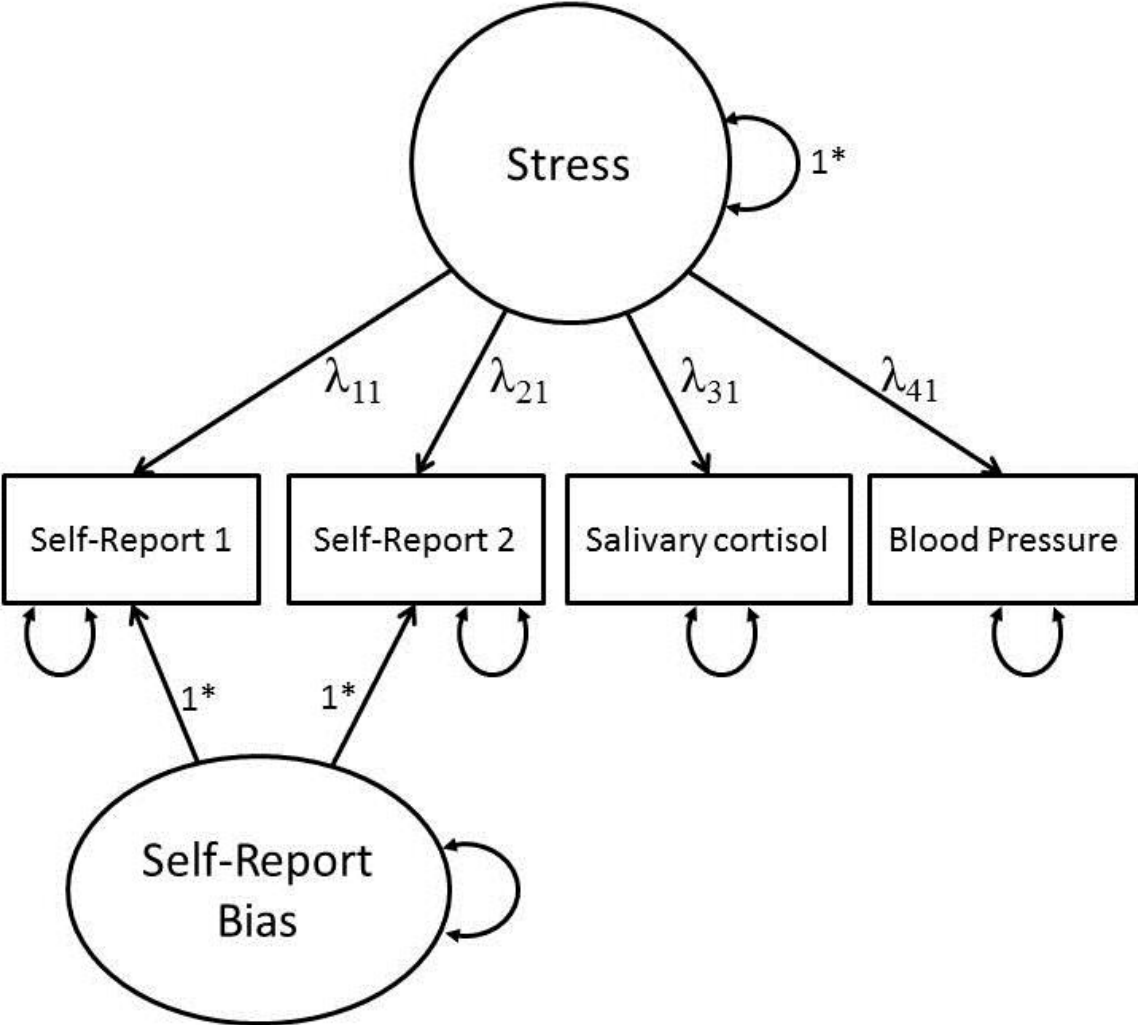 Stress
1*
λ11
λ21
λ31
λ41
Self-Report 1
Self-Report 2
Salivary cortisol
Blood Pressure
1*
1*
Self-Report
Bias